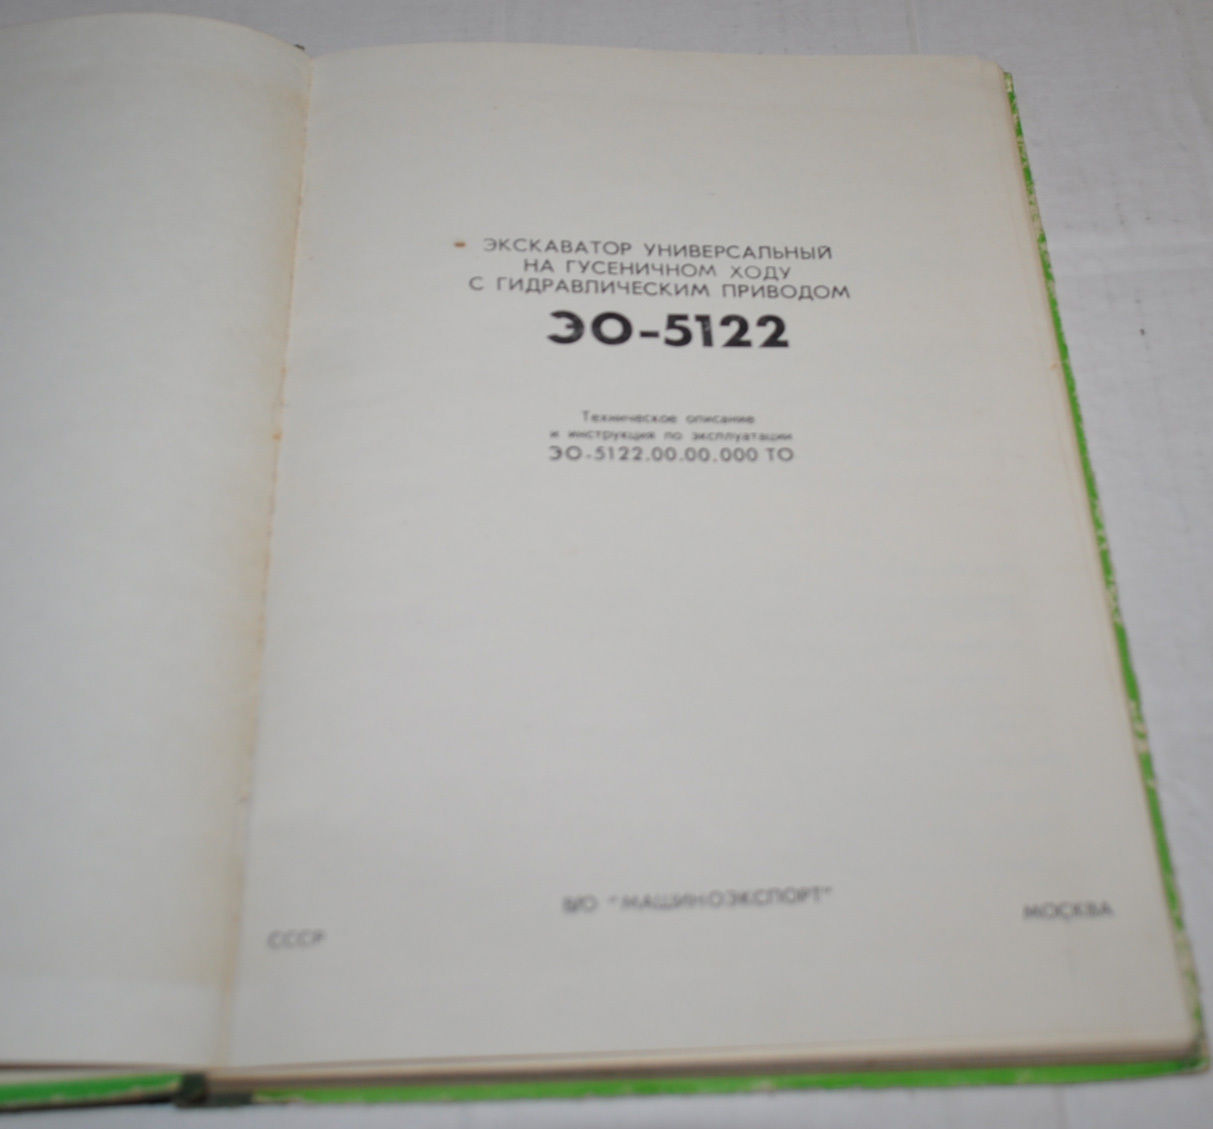 ЭКСКАВАТОР УНИВЕРСАЛЬНЫЙ
НА ГУСЕНИЧНОМ ХОДУ
С ГИДРАВЛИЧЕСКИМ ПРИВОДОМ
ЭО-5122
Техническое описание
и инструкция по эксплуатации
ЭО-5122.00.00.000 ТО
В/О "МАШИНОЭКСПОРТ"
СССР
МОСКВА